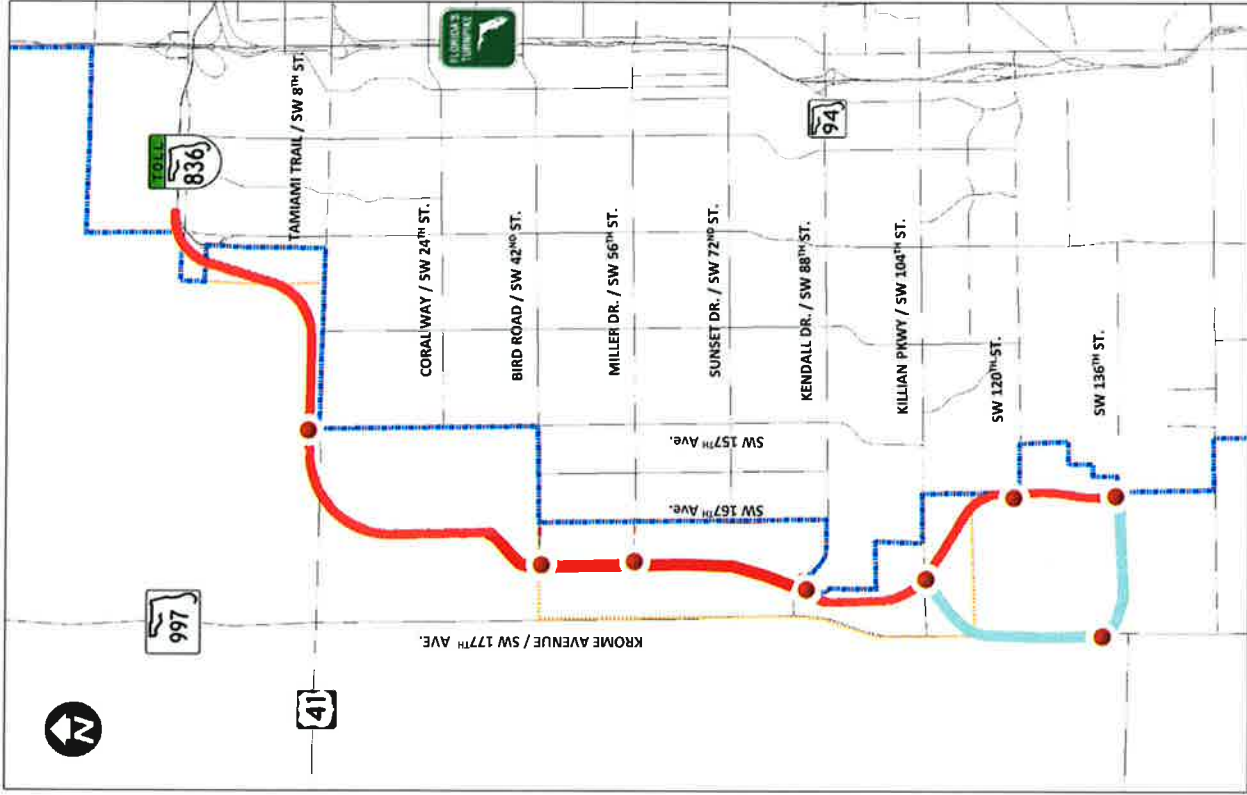 FLORIDA'S
TURNPIKE
TOLL
836
TAMIAMI TRAIL / SW 8TH ST.
94
997
CORAL WAY / SW 24TH ST.
BIRD ROAD / SW 42ND ST.
MILLER DR. / SW 56TH ST.
SUNSET DR. / SW 72ND ST.
KENDALL DR. / SW 88TH ST.
KILLIAN PKWY / SW 104TH ST.
SW 120TH ST.
SW 136TH ST.
SW 157TH Ave.
SW 167TH Ave.
KROME AVENUE / SW 177TH AVE.
41
N